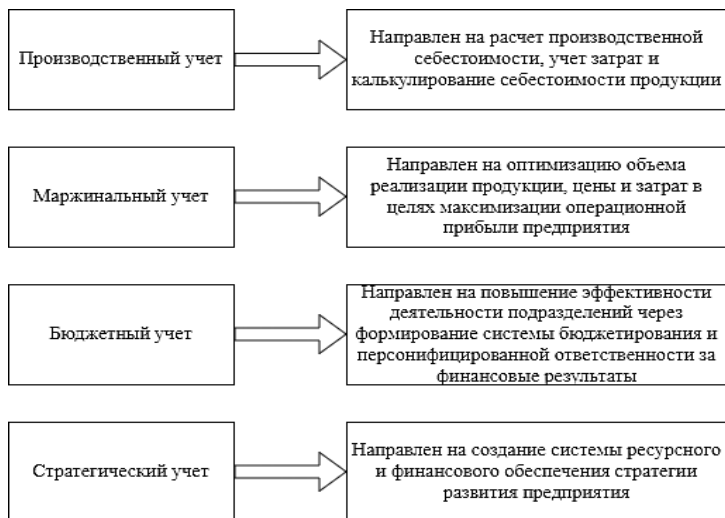 Производственный учет
Направлен на расчет производственной
себестоимости, учет затрат и
калькулирование себестоимости продукции
Маржинальный учет
Направлен на оптимизацию объема
реализации продукции, цены и затрат в
целях максимизации операционной
прибыли предприятия
Бюджетный учет
Направлен на повышение эффективности
деятельности подразделений через
формирование системы бюджетирования и
персонифицированной ответственности за
финансовые результаты
Стратегический учет
Направлен на создание системы ресурсного
и финансового обеспечения стратегии
развития предприятия